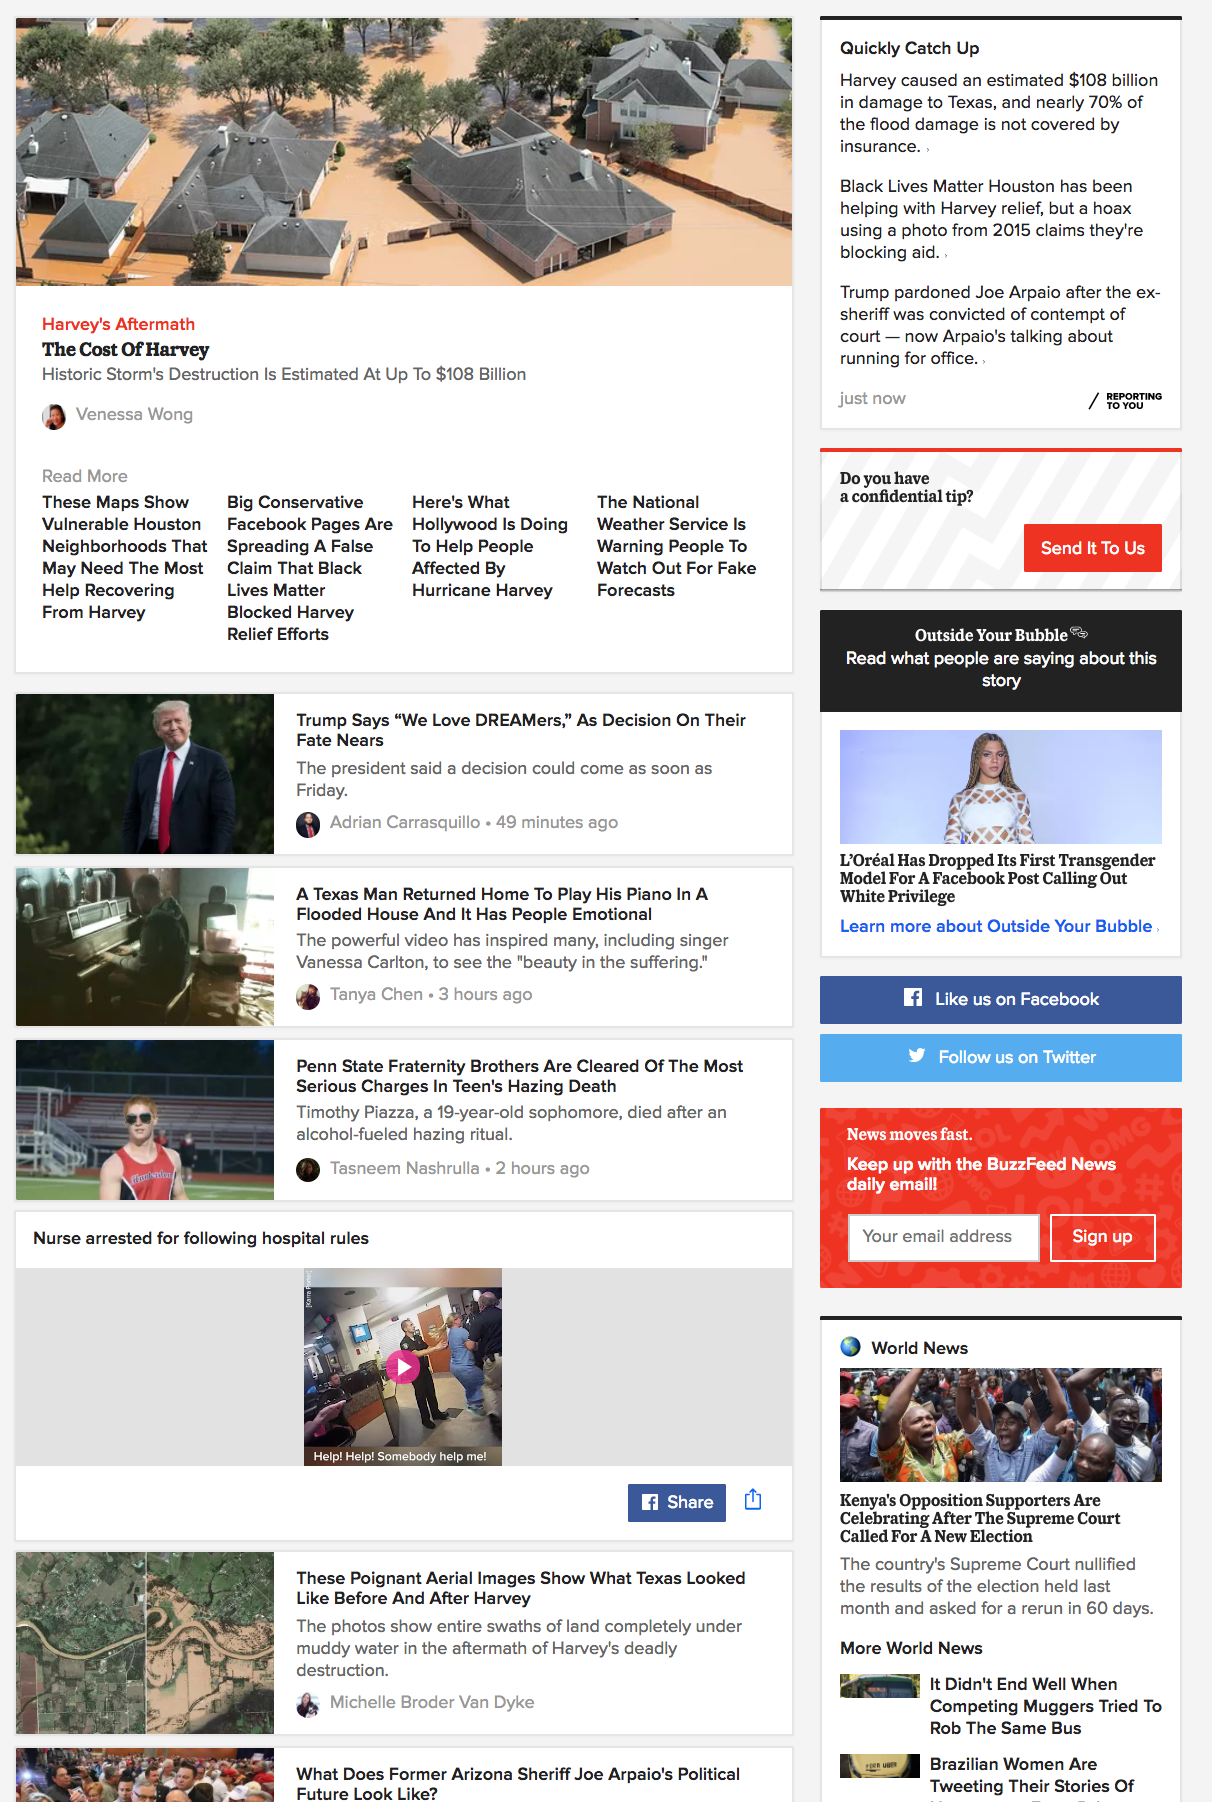 Harvey's Aftermath
The Cost Of Harvey
Historic Storm's Destruction Is Estimated At Up To $108 Billion
Venessa Wong
Read More
These Maps Show
Vulnerable Houston
Neighborhoods That
May Need The Most
Help Recovering
From Harvey
Big Conservative
Facebook Pages Are
Spreading A False
Claim That Black
Lives Matter
Blocked Harvey
Relief Efforts
Here's What
Hollywood Is Doing
To Help People
Affected By
Hurricane Harvey
The National
Weather Service Is
Warning People To
Watch Out For Fake
Forecasts
Trump Says “We Love DREAMers,” As Decision On Their
Fate Nears
The president said a decision could come as soon as
Friday.
Adrian Carrasquillo • 49 minutes ago
A Texas Man Returned Home To Play His Piano In A
Flooded House And It Has People Emotional
The powerful video has inspired many, including singer
Vanessa Carlton, to see the "beauty in the suffering."
Tanya Chen • 3 hours ago
Penn State Fraternity Brothers Are Cleared Of The Most
Serious Charges In Teen's Hazing Death
Timothy Piazza, a 19-year-old sophomore, died after an
alcohol-fueled hazing ritual.
Tasneem Nashrulla • 2 hours ago
Nurse arrested for following hospital rules
Help! Help! Somebody help me!
Share
These Poignant Aerial Images Show What Texas Looked
Like Before And After Harvey
The photos show entire swaths of land completely under
muddy water in the aftermath of Harvey's deadly
destruction.
Michelle Broder Van Dyke
What Does Former Arizona Sheriff Joe Arpaio's Political
Future Look Like?
Quickly Catch Up
Harvey caused an estimated $108 billion
in damage to Texas, and nearly 70% of
the flood damage is not covered by
insurance. ›
Black Lives Matter Houston has been
helping with Harvey relief, but a hoax
using a photo from 2015 claims they're
blocking aid. ›
Trump pardoned Joe Arpaio after the ex-
sheriff was convicted of contempt of
court — now Arpaio's talking about
running for office. ›
just now
REPORTING
TO YOU
Do you have
a confidential tip?
Send It To Us
Outside Your Bubble
Read what people are saying about this
story
L’Oréal Has Dropped Its First Transgender
Model For A Facebook Post Calling Out
White Privilege
Learn more about Outside Your Bubble ›
Like us on Facebook
Follow us on Twitter
News moves fast.
Keep up with the BuzzFeed News
daily email!
Your email address
Sign up
World News
Kenya's Opposition Supporters Are
Celebrating After The Supreme Court
Called For A New Election
The country's Supreme Court nullified
the results of the election held last
month and asked for a rerun in 60 days.
More World News
It Didn't End Well When
Competing Muggers Tried To
Rob The Same Bus
Brazilian Women Are
Tweeting Their Stories Of